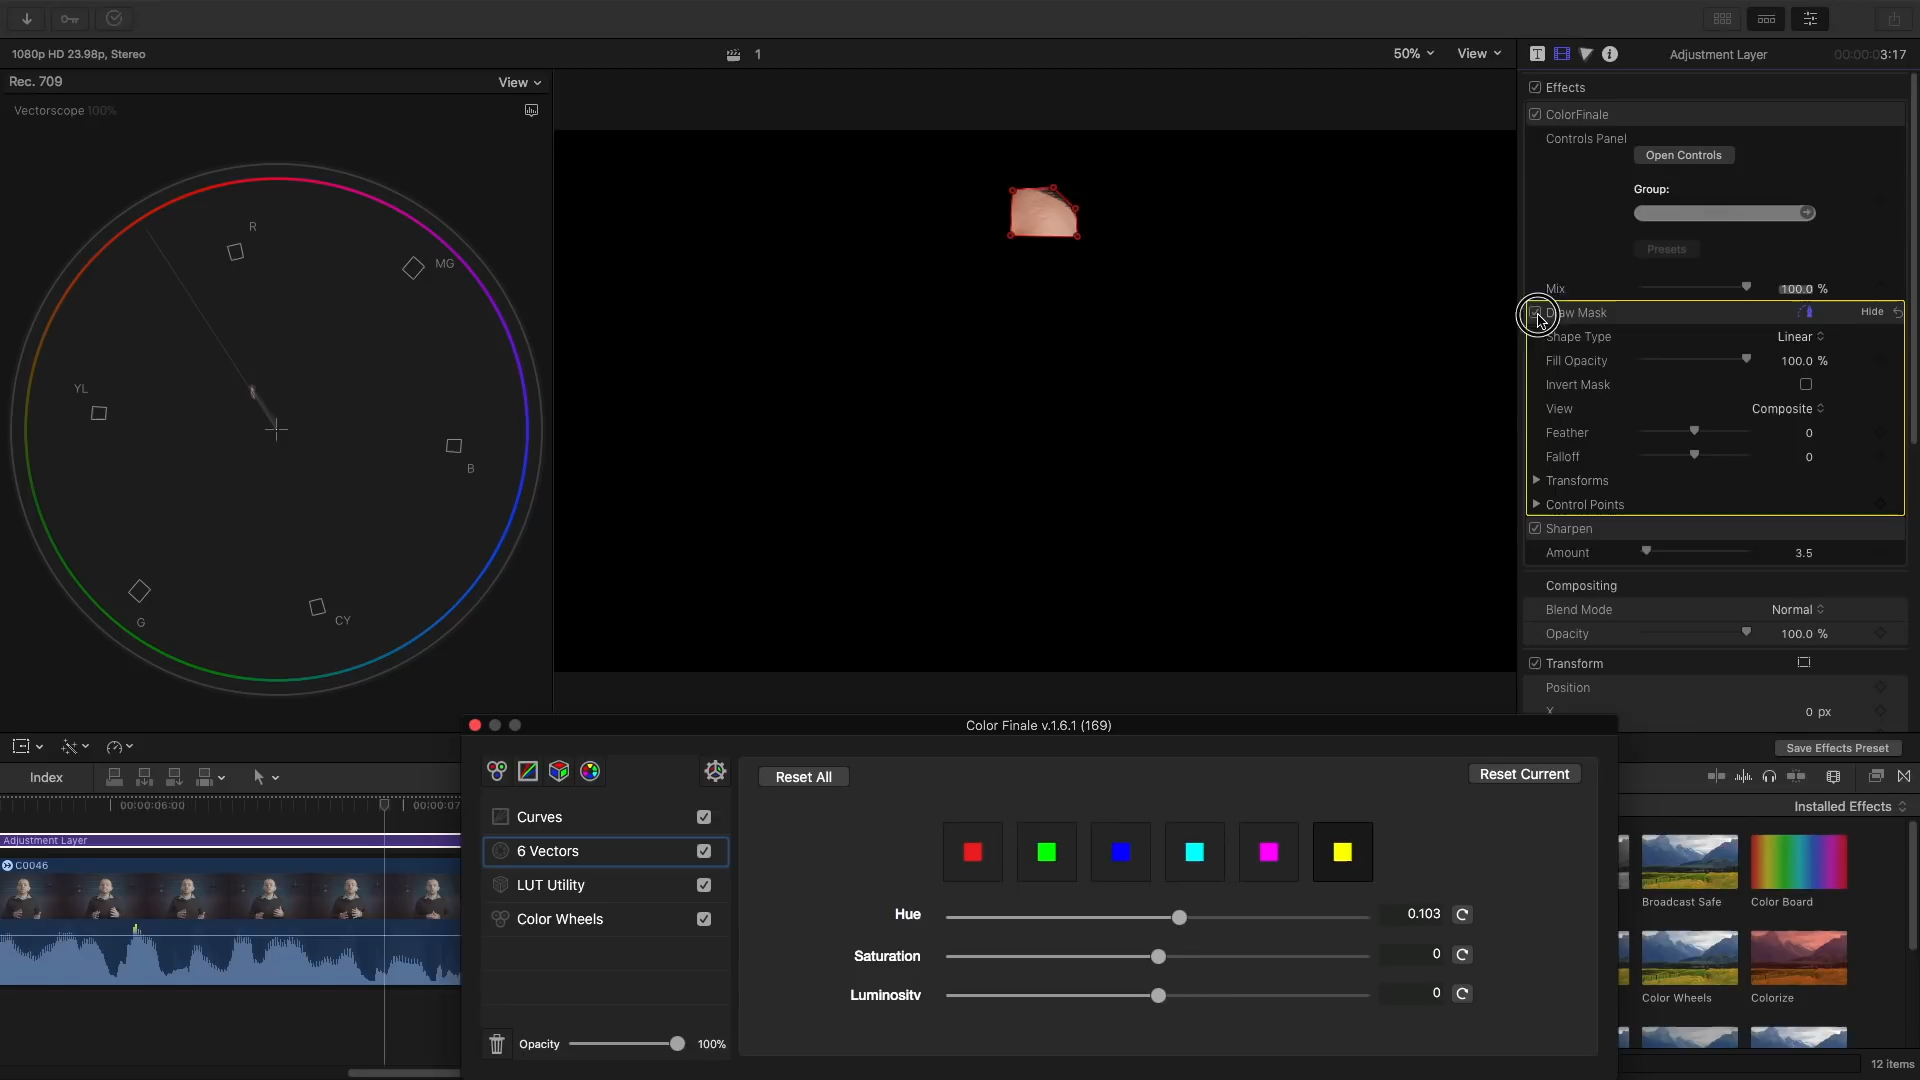 1080p HD 23.98p, Stereo
1
50%
View
Adjustment Layer
00:00:03:17
Rec. 709
View
Vectorscope 100%
R
MG
YL
B
G
CY
Effects
ColorFinale
Controls Panel
Open Controls
Group:
Presets
Mix
100.0 %
Draw Mask
Hide
Shape Type
Linear
Fill Opacity
100.0 %
Invert Mask
View
Composite
Feather
0
Falloff
0
Transforms
Control Points
Sharpen
Amount
3.5
Compositing
Blend Mode
Normal
Opacity
100.0 %
Transform
Position
X
0 px
Save Effects Preset
Index
00:00:06:00
00:00:07
Adjustment Layer
C0046
Color Finale v.1.6.1 (169)
Reset All
Reset Current
Curves
6 Vectors
LUT Utility
Color Wheels
Opacity
100%
Hue
0.103
Saturation
0
Luminosity
0
Installed Effects
Broadcast Safe
Color Board
Color Wheels
Colorize
12 items